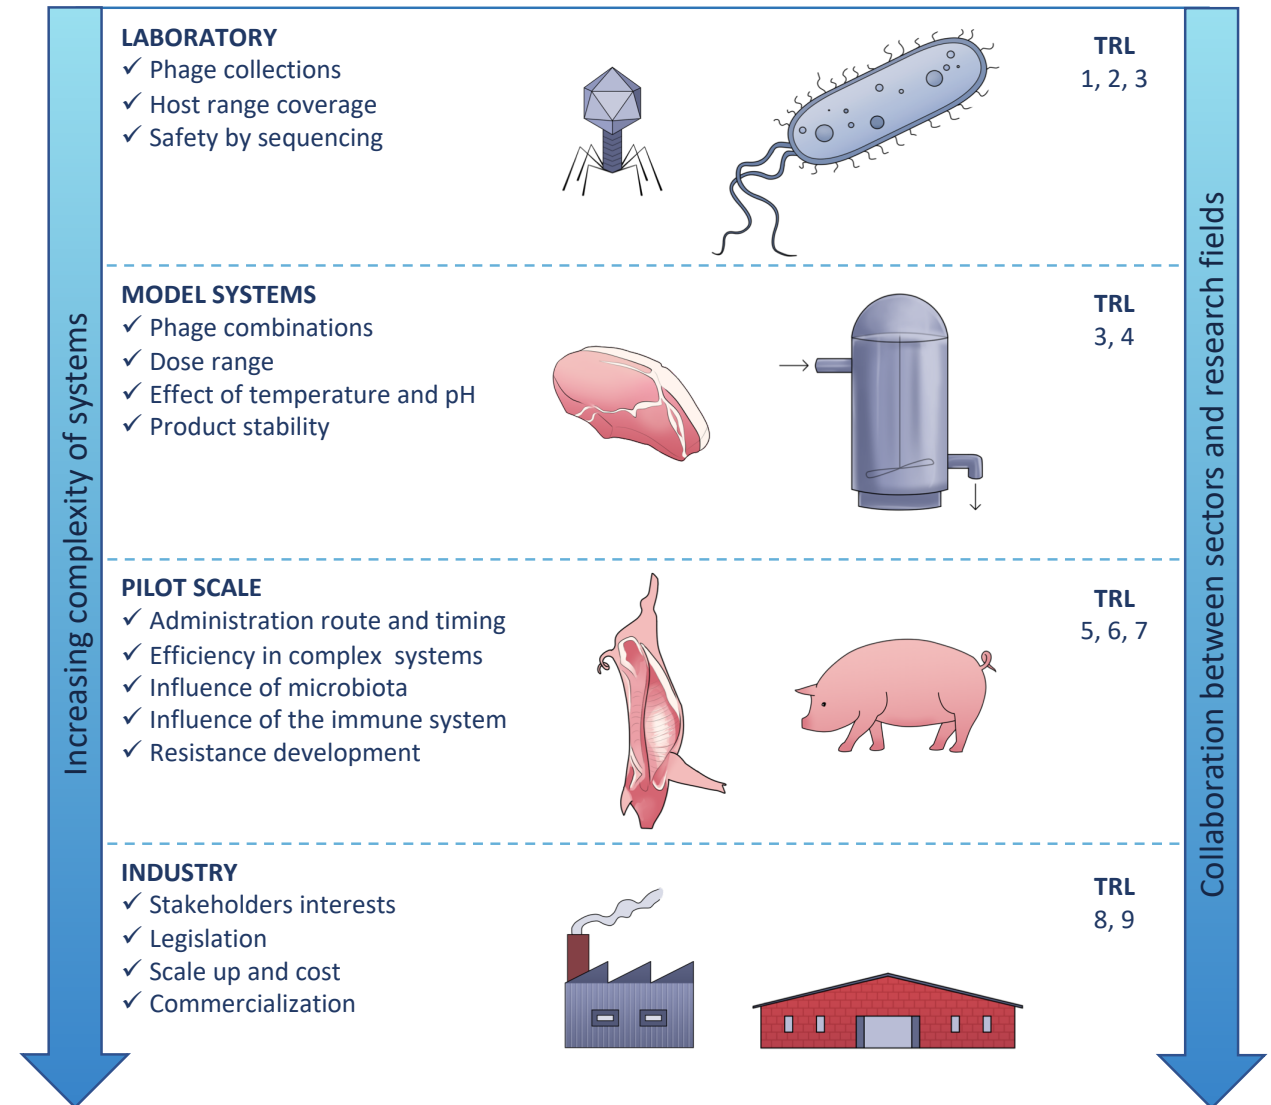 LABORATORY
✓ Phage collections
✓ Host range coverage
✓ Safety by sequencing
TRL
1, 2, 3
MODEL SYSTEMS
✓ Phage combinations
✓ Dose range
✓ Effect of temperature and pH
✓ Product stability
TRL
3, 4
PILOT SCALE
✓ Administration route and timing
✓ Efficiency in complex systems
✓ Influence of microbiota
✓ Influence of the immune system
✓ Resistance development
TRL
5, 6, 7
INDUSTRY
✓ Stakeholders interests
✓ Legislation
✓ Scale up and cost
✓ Commercialization
TRL
8, 9
Increasing complexity of systems
Collaboration between sectors and research fields